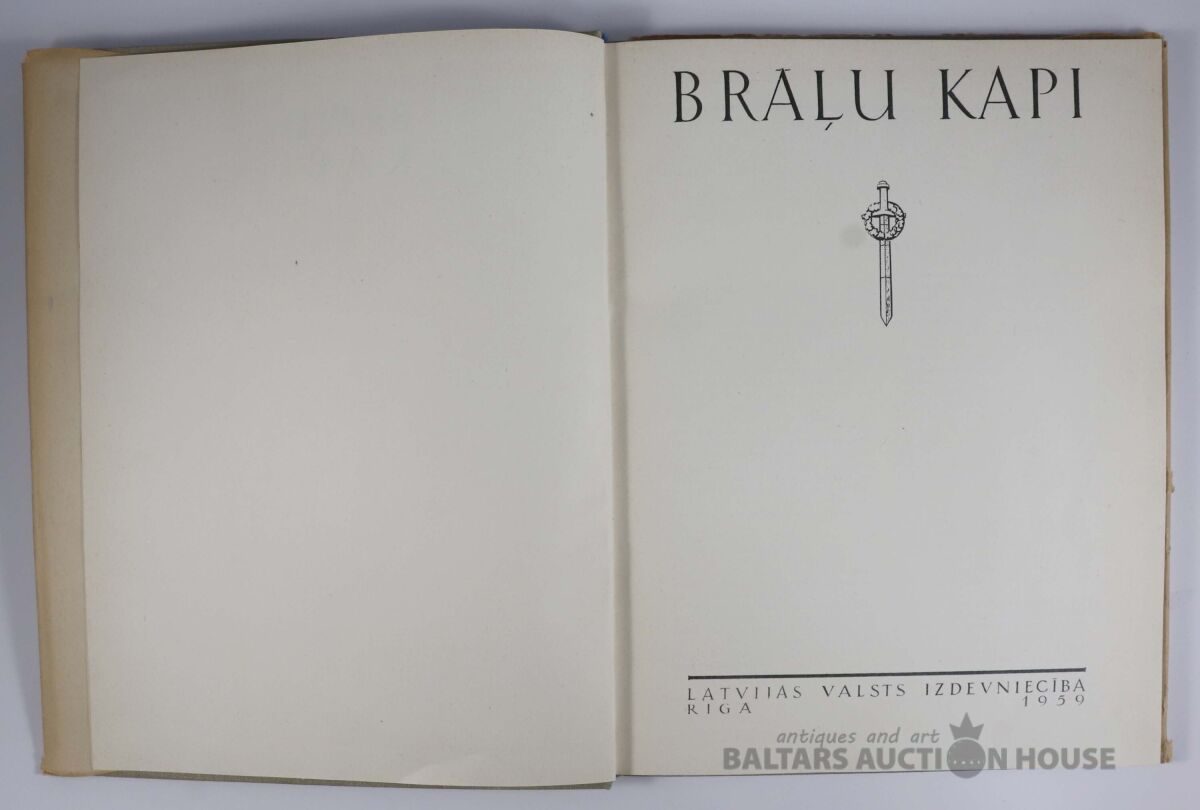 BRĀĻU KAPI
LATVIJAS VALSTS IZDEVNIECĪBA
RĪGA 1959
antiques and art
BALTARS AUCTION HOUSE